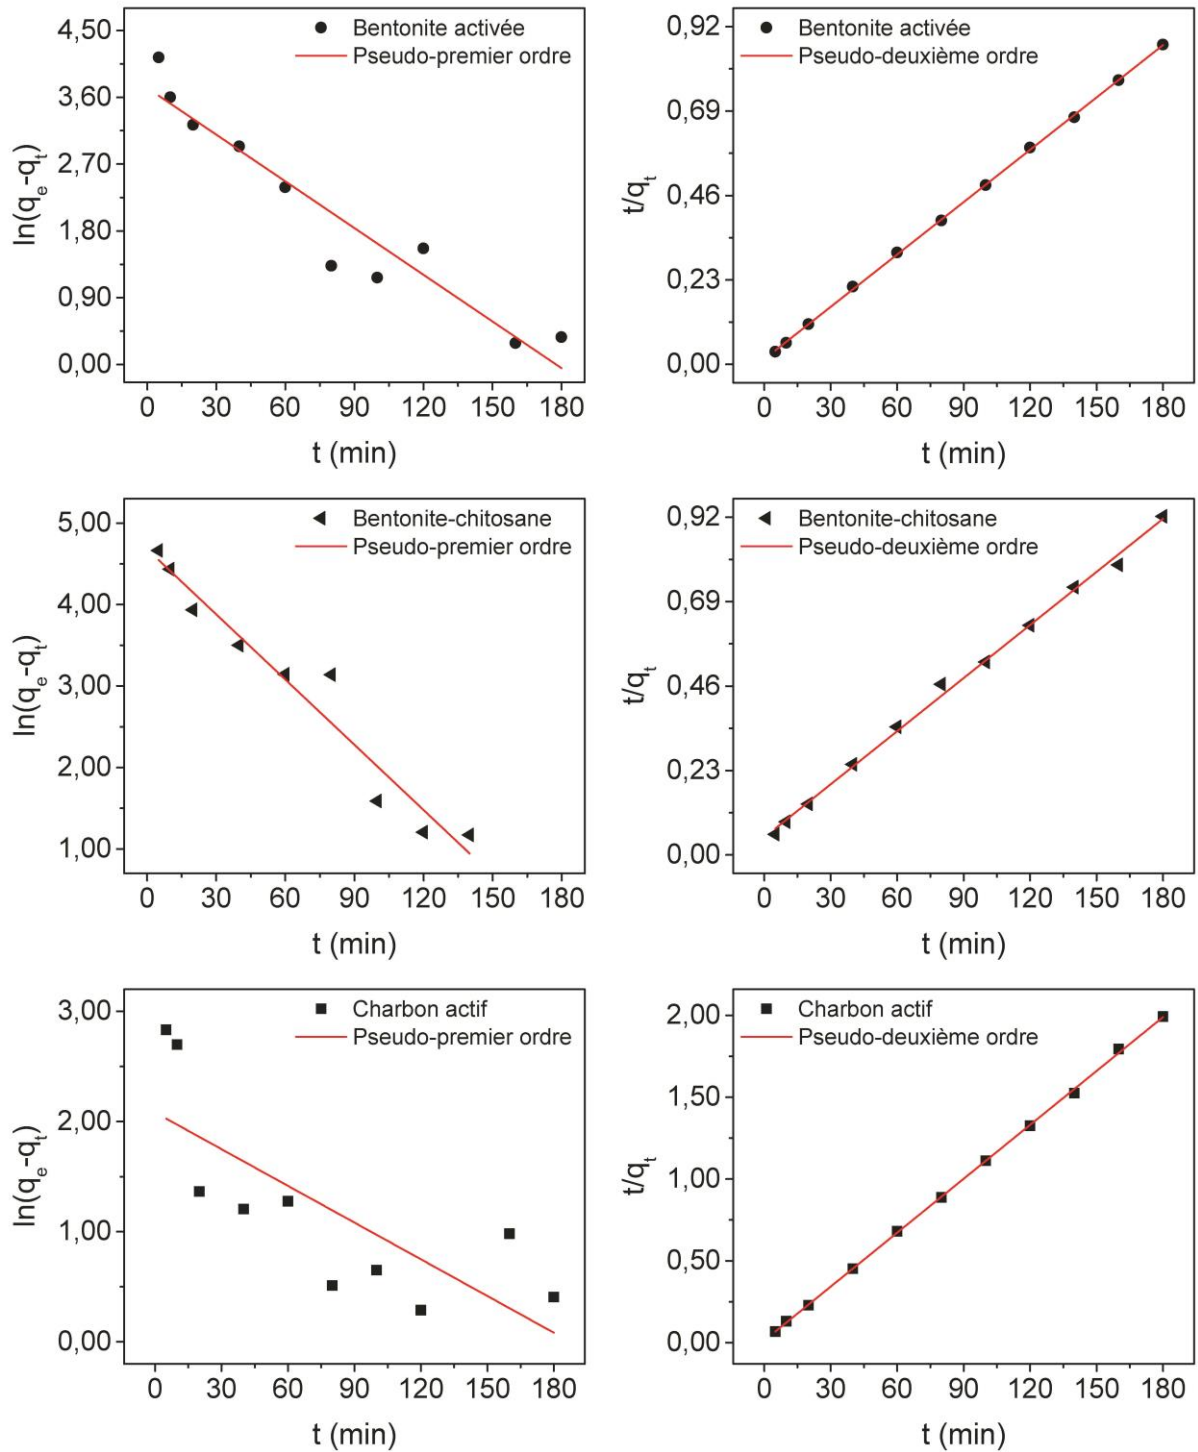 Bentonite activée
Pseudo-premier ordre
4,50
3,60
2,70
1,80
0,90
0,00
ln(qe-qt)
0 30 60 90 120 150 180
t (min)
Bentonite activée
Pseudo-deuxième ordre
0,92
0,69
0,46
0,23
0,00
t/qt
0 30 60 90 120 150 180
t (min)
Bentonite-chitosane
Pseudo-premier ordre
5,00
4,00
3,00
2,00
1,00
ln(qe-qt)
0 30 60 90 120 150 180
t (min)
Bentonite-chitosane
Pseudo-deuxième ordre
0,92
0,69
0,46
0,23
0,00
t/qt
0 30 60 90 120 150 180
t (min)
Charbon actif
Pseudo-premier ordre
3,00
2,00
1,00
0,00
ln(qe-qt)
0 30 60 90 120 150 180
t (min)
Charbon actif
Pseudo-deuxième ordre
2,00
1,50
1,00
0,50
0,00
t/qt
0 30 60 90 120 150 180
t (min)